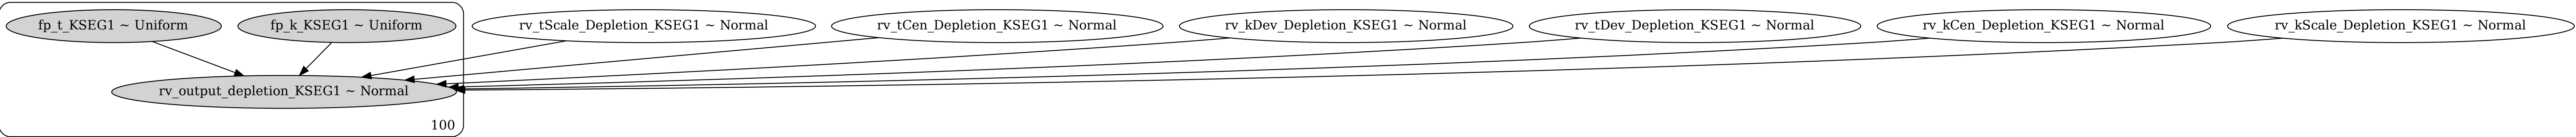 fp_t_KSEG1 ~ Uniform
fp_k_KSEG1 ~ Uniform
rv_tScale_Depletion_KSEG1 ~ Normal
rv_tCen_Depletion_KSEG1 ~ Normal
rv_kDev_Depletion_KSEG1 ~ Normal
rv_tDev_Depletion_KSEG1 ~ Normal
rv_kCen_Depletion_KSEG1 ~ Normal
rv_kScale_Depletion_KSEG1 ~ Normal
rv_output_depletion_KSEG1 ~ Normal
100